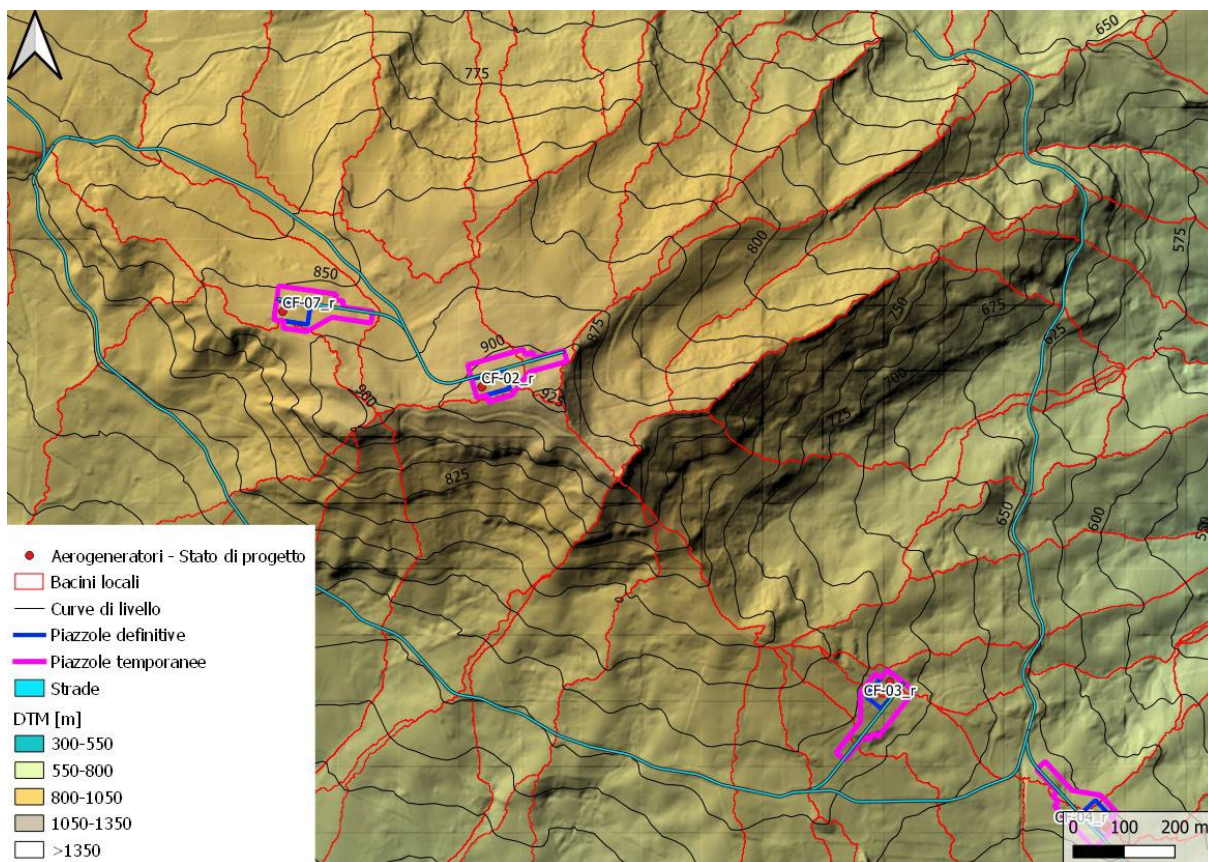 650
775
575
800
850
CF-07_r
750
675
875
625
900
CF-02_r
700
900
925
725
825
650
600
Aerogeneratori - Stato di progetto
Bacini locali
Curve di livello
Piazzole definitive
Piazzole temporanee
Strade
DTM [m]
300-550
550-800
800-1050
1050-1350
>1350
CF-03_r
CF-04_r
0 100 200 m